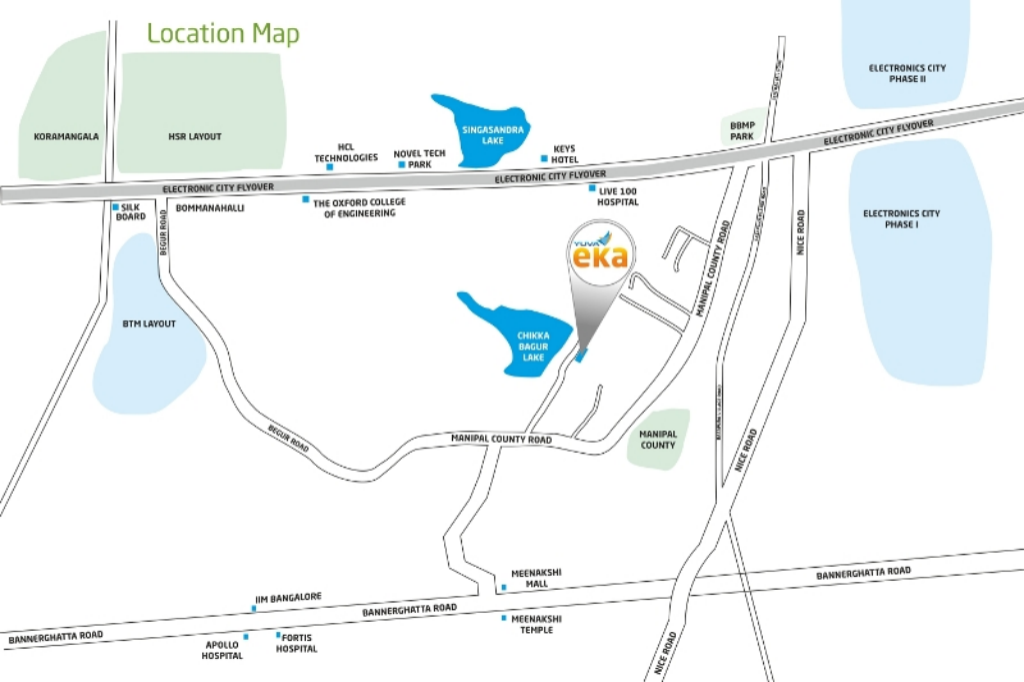 Location Map
ELECTRONICS CITY
PHASE II
KORAMANGALA
HSR LAYOUT
SINGASANDRA
LAKE
BBMP
PARK
HCL
TECHNOLOGIES
NOVEL TECH
PARK
KEYS
HOTEL
ELECTRONIC CITY FLYOVER
ELECTRONIC CITY FLYOVER
ELECTRONIC CITY FLYOVER
SILK
BOARD
BOMMANAHALLI
THE OXFORD COLLEGE
OF ENGINEERING
LIVE 100
HOSPITAL
ELECTRONICS CITY
PHASE I
BEGUR ROAD
YUVA
eka
MANIPAL COUNTY ROAD
NICE ROAD
BTM LAYOUT
CHIKKA
BAGUR
LAKE
BEGUR ROAD
MANIPAL COUNTY ROAD
MANIPAL
COUNTY
NICE ROAD
MEENAKSHI
MALL
BANNERGHATTA ROAD
IIM BANGALORE
BANNERGHATTA ROAD
BANNERGHATTA ROAD
MEENAKSHI
TEMPLE
APOLLO
HOSPITAL
FORTIS
HOSPITAL
NICE ROAD